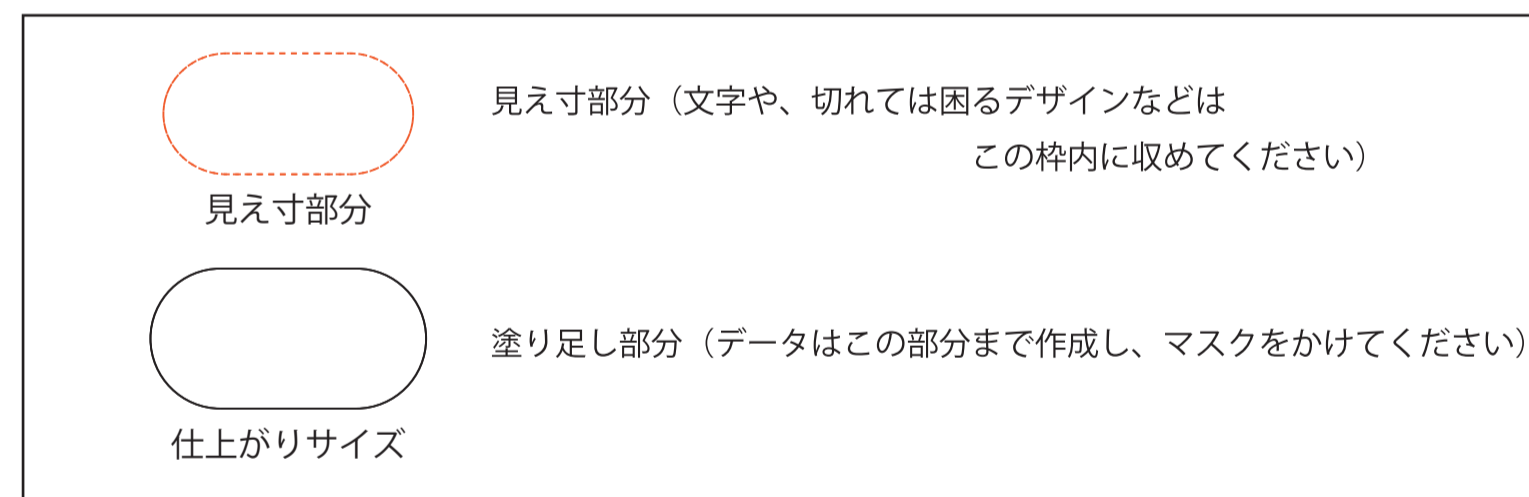 見え寸部分（文字や、切れては困るデザインなどは
この枠内に収めてください）
見え寸部分
塗り足し部分（データはこの部分まで作成し、マスクをかけてください）
仕上がりサイズ